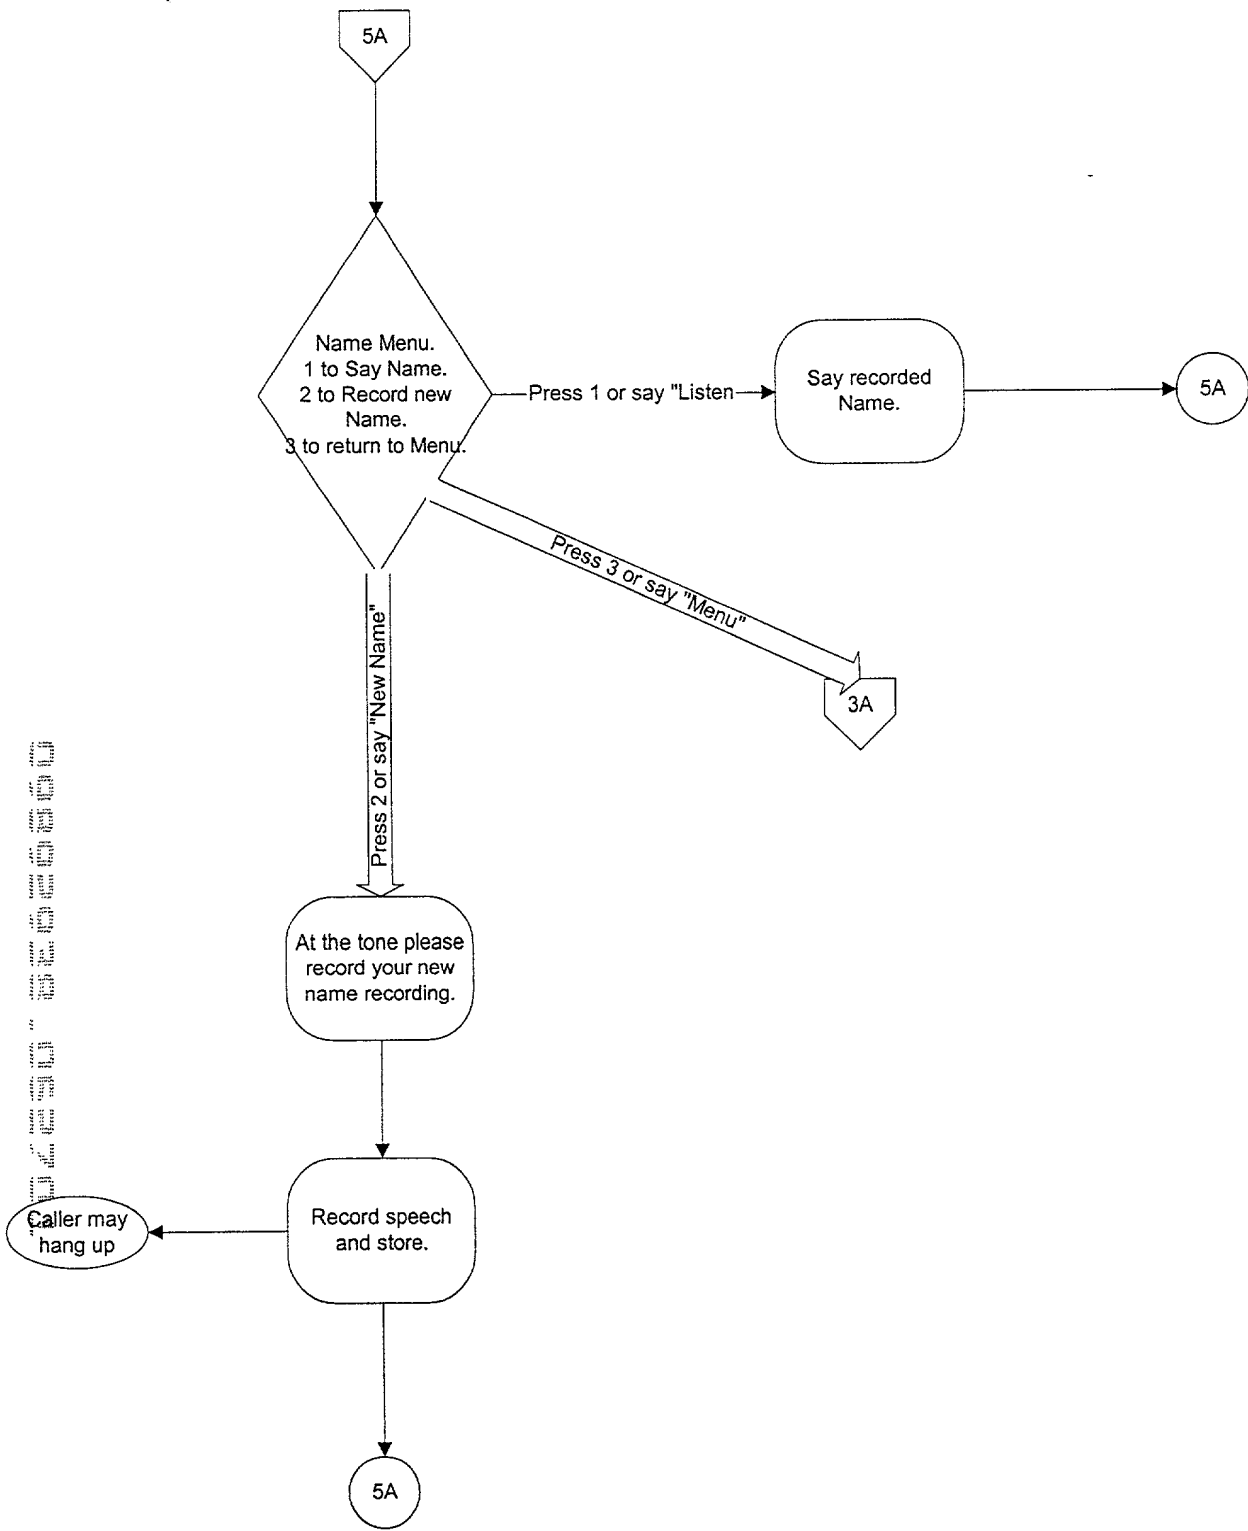 5A
Name Menu.
1 to Say Name.
2 to Record new
Name.
3 to return to Menu.
Press 1 or say "Listen
Say recorded
Name.
5A
Press 3 or say "Menu"
3A
Press 2 or say "New Name"
At the tone please
record your new
name recording.
Record speech
and store.
Caller may
hang up
5A